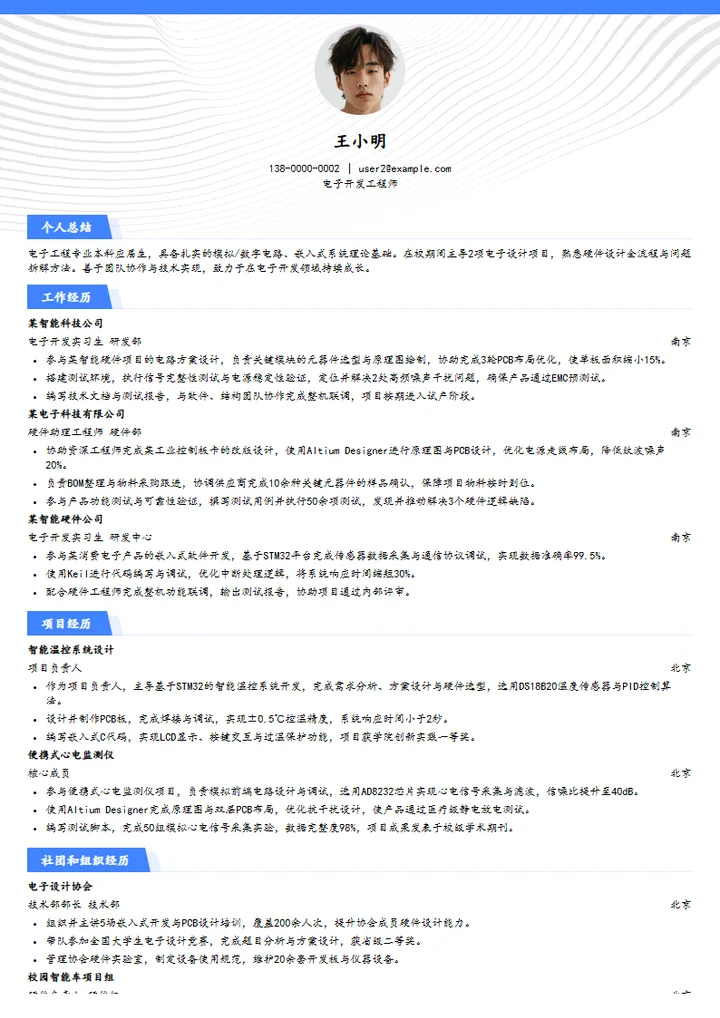 王小明
138-0000-0002 | user2@example.com
电子开发工程师
个人总结
电子工程专业本科应届生，具备扎实的模拟/数字电路、嵌入式系统理论基础。在校期间主导2项电子设计项目，熟悉硬件设计全流程与问题
拆解方法。善于团队协作与技术实现，致力于在电子开发领域持续成长。
工作经历
某智能科技公司
电子开发实习生 研发部 南京
• 参与某智能硬件项目的电路方案设计，负责关键模块的元器件选型与原理图绘制，协助完成3轮PCB布局优化，使单板面积缩小15%。
• 搭建测试环境，执行信号完整性测试与电源稳定性验证，定位并解决2处高频噪声干扰问题，确保产品通过EMC预测试。
• 编写技术文档与测试报告，与软件、结构团队协作完成整机联调，项目按期进入试产阶段。
某电子科技有限公司
硬件助理工程师 硬件部 南京
• 协助资深工程师完成某工业控制板卡的改版设计，使用Altium Designer进行原理图与PCB设计，优化电源走线布局，降低纹波噪声
20%。
• 负责BOM整理与物料采购跟进，协调供应商完成10余种关键元器件的样品确认，保障项目物料按时到位。
• 参与产品功能测试与可靠性验证，撰写测试用例并执行50余项测试，发现并推动解决3个硬件逻辑缺陷。
某智能硬件公司
电子开发实习生 研发中心 南京
• 参与某消费电子产品的嵌入式软件开发，基于STM32平台完成传感器数据采集与通信协议调试，实现数据准确率99.5%。
• 使用Keil进行代码编写与调试，优化中断处理逻辑，将系统响应时间缩短30%。
• 配合硬件工程师完成整机功能联调，输出测试报告，协助项目通过内部评审。
项目经历
智能温控系统设计
项目负责人 北京
• 作为项目负责人，主导基于STM32的智能温控系统开发，完成需求分析、方案设计与硬件选型，选用DS18B20温度传感器与PID控制算
法。
• 设计并制作PCB板，完成焊接与调试，实现±0.5℃控温精度，系统响应时间小于2秒。
• 编写嵌入式C代码，实现LCD显示、按键交互与过温保护功能，项目获学院创新实践一等奖。
便携式心电监测仪
核心成员 北京
• 参与便携式心电监测仪项目，负责模拟前端电路设计与调试，选用AD8232芯片实现心电信号采集与滤波，信噪比提升至40dB。
• 使用Altium Designer完成原理图与双层PCB布局，优化抗干扰设计，使产品通过医疗级静电放电测试。
• 编写测试脚本，完成50组模拟心电信号采集实验，数据完整度98%，项目成果发表于校级学术期刊。
社团和组织经历
电子设计协会
技术部部长 技术部 北京
• 组织并主讲5场嵌入式开发与PCB设计培训，覆盖200余人次，提升协会成员硬件设计能力。
• 带队参加全国大学生电子设计竞赛，完成题目分析与方案设计，获省级二等奖。
• 管理协会硬件实验室，制定设备使用规范，维护20余套开发板与仪器设备。
校园智能车项目组